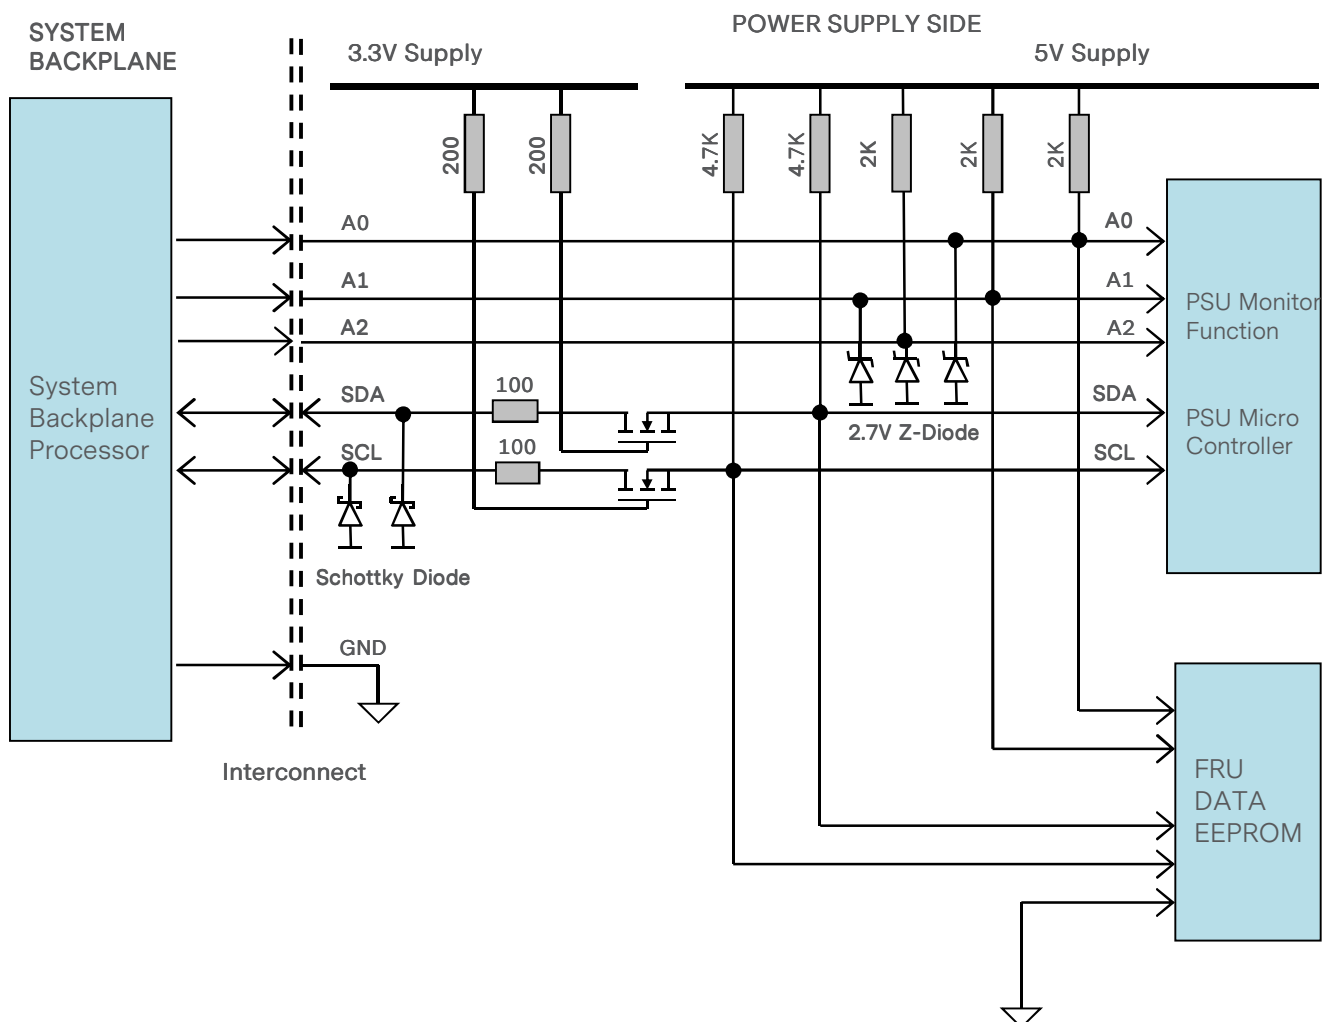 SYSTEM
BACKPLANE
POWER SUPPLY SIDE
3.3V Supply
5V Supply
200
200
4.7K
4.7K
2K
2K
2K
A0
A0
A1
A1
A2
A2
PSU Monitor
Function
System
Backplane
Processor
SDA
100
SDA
PSU Micro
Controller
2.7V Z-Diode
SCL
100
SCL
Schottky Diode
GND
Interconnect
FRU
DATA
EEPROM